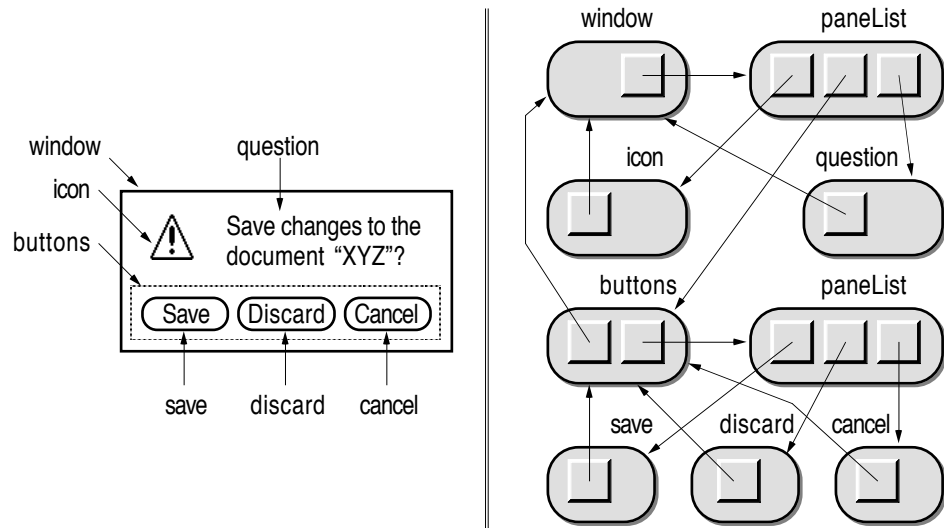 window
question
icon
buttons
Save changes to the
document “XYZ”?
Save Discard Cancel
save discard cancel
window paneList
icon question
buttons paneList
save discard cancel